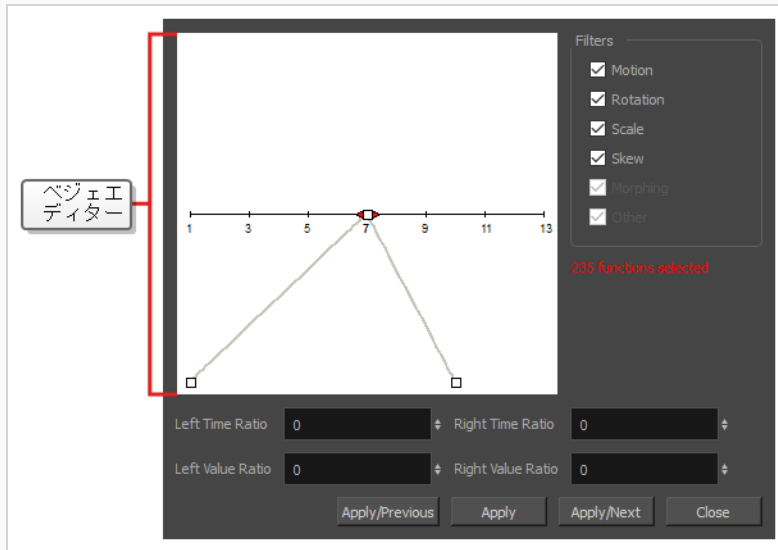 ベジェエ
ディター
1 3 5 7 9 11 13
Filters
Motion
Rotation
Scale
Skew
Morphing
Other
235 functions selected
Left Time Ratio 0 Right Time Ratio 0
Left Value Ratio 0 Right Value Ratio 0
Apply/Previous Apply Apply/Next Close